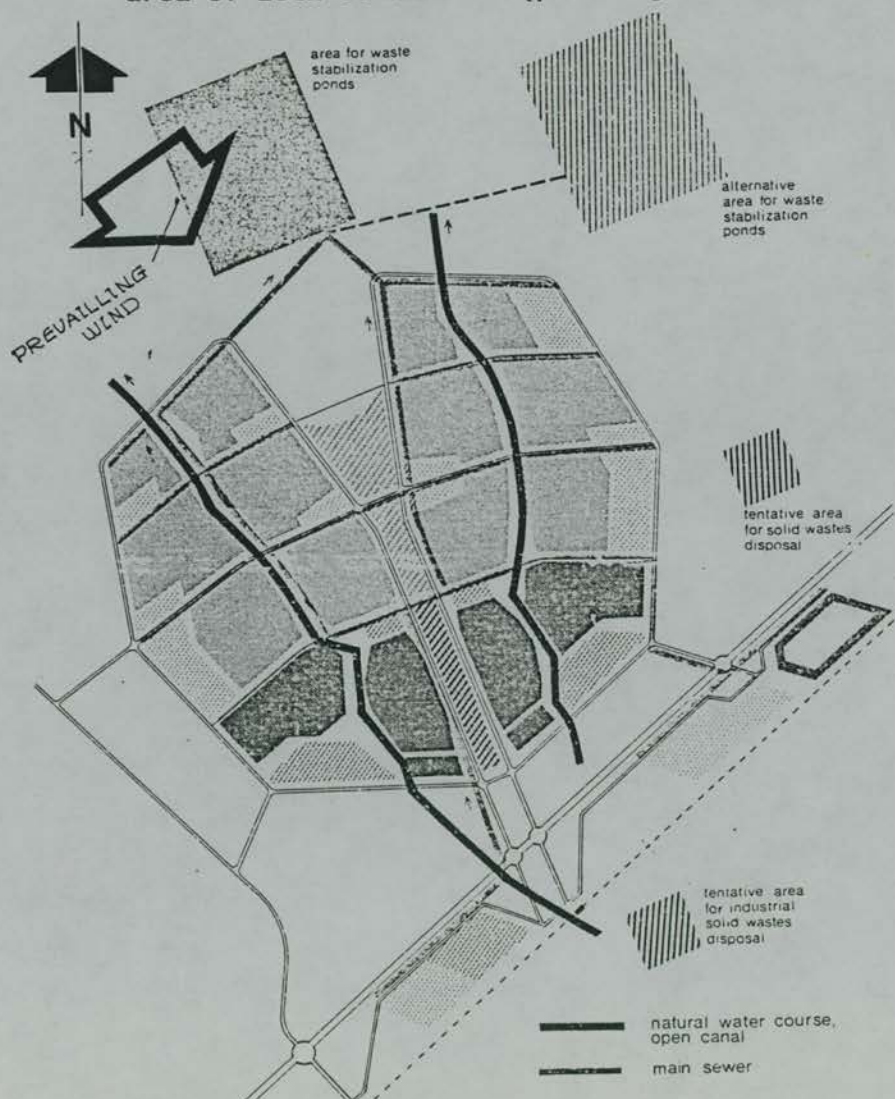 area for waste
stabilization
ponds
N
alternative
area for waste
stabilization
ponds
PREVAILLING
WIND
tentative area
for solid wastes
disposal
tentative area
for industrial
solid wastes
disposal
natural water course,
open canal
main sewer